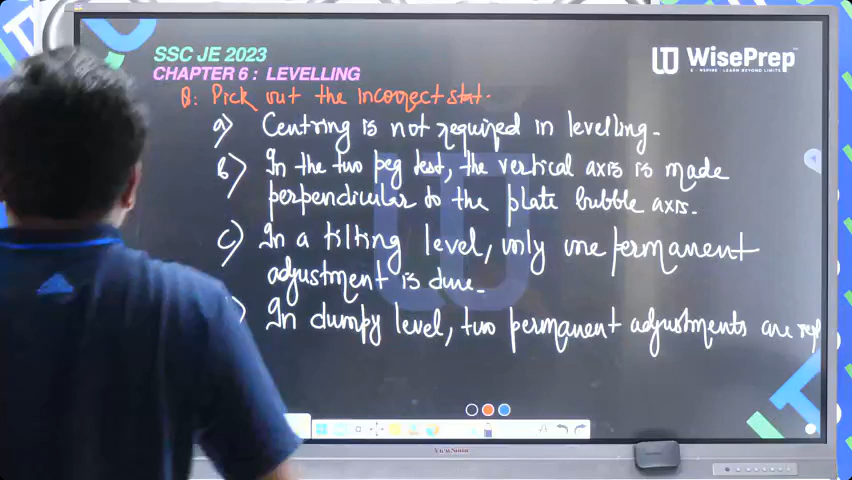 SSC JE 2023
CHAPTER 6 : LEVELLING
WisePrep
Q: Pick out the incorrect stat.
a) Centring is not required in levelling.
b) In the two peg test, the vertical axis is made
perpendicular to the plate bubble axis.
c) In a tilting level, only one permanent
adjustment is done.
) In dumpy level, two permanent adjustments are
ViewSonic